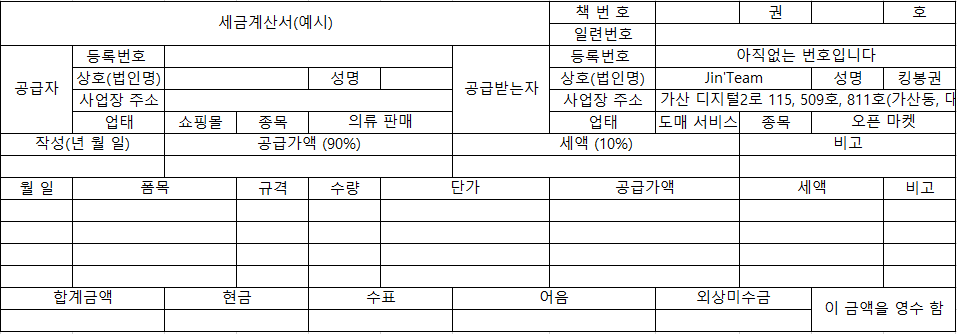 세금계산서(예시) 책 번 호 권 호
일련번호
공급자 등록번호 공급받는자 등록번호 아직없는 번호입니다
상호(법인명) 성명 상호(법인명) Jin'Team 성명 킹봉권
사업장 주소 사업장 주소 가산 디지털2로 115, 509호, 811호(가산동, 대
업태 쇼핑몰 종목 의류 판매 업태 도매 서비스 종목 오픈 마켓
작성(년 월 일) 공급가액 (90%) 세액 (10%) 비고
월 일 품목 규격 수량 단가 공급가액 세액 비고
합계금액 현금 수표 어음 외상미수금 이 금액을 영수 함